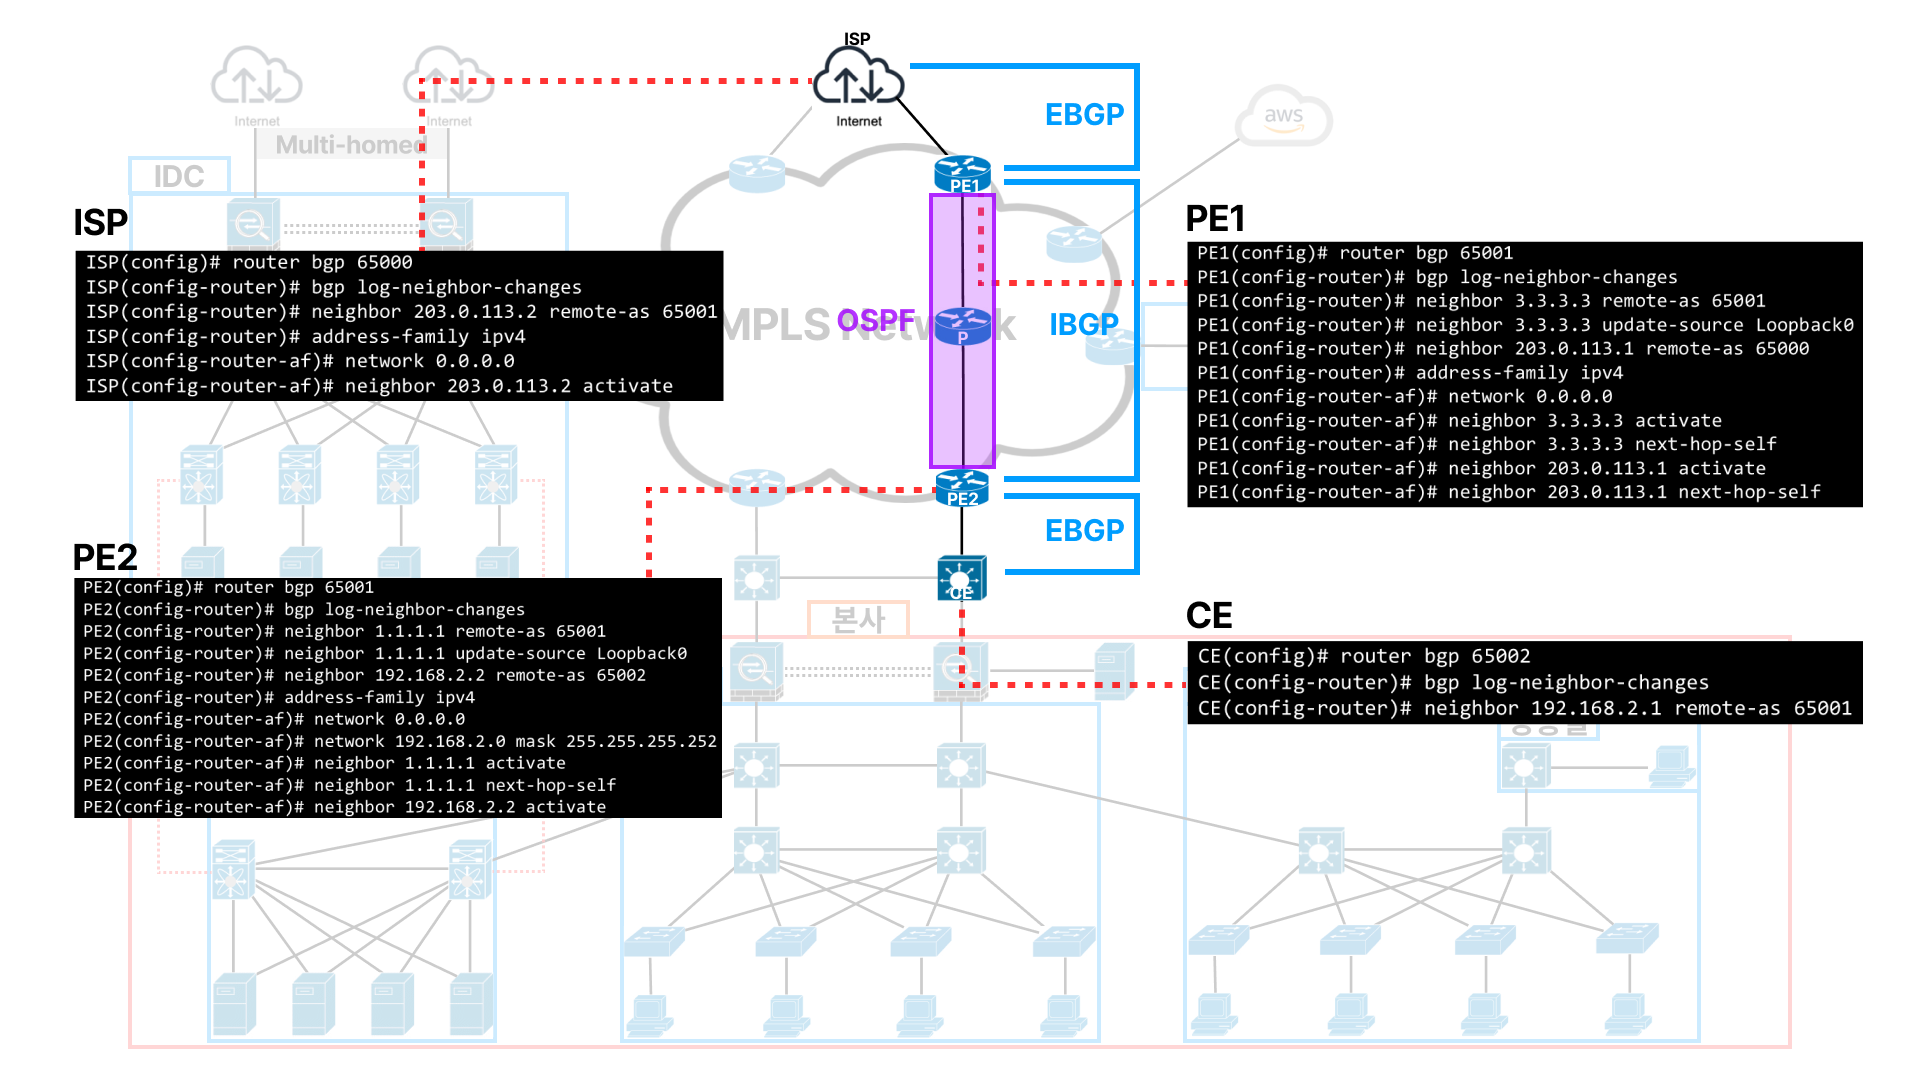 ISP
Internet
Internet
Internet
aws
EBGP
Multi-homed
IDC
PE1
ISP
ISP(config)# router bgp 65000
ISP(config-router)# bgp log-neighbor-changes
ISP(config-router)# neighbor 203.0.113.2 remote-as 65001
ISP(config-router)# address-family ipv4
ISP(config-router-af)# network 0.0.0.0
ISP(config-router-af)# neighbor 203.0.113.2 activate
MPLS Network
OSPF
P
IBGP
PE1
PE1(config)# router bgp 65001
PE1(config-router)# bgp log-neighbor-changes
PE1(config-router)# neighbor 3.3.3.3 remote-as 65001
PE1(config-router)# neighbor 3.3.3.3 update-source Loopback0
PE1(config-router)# neighbor 203.0.113.1 remote-as 65000
PE1(config-router)# address-family ipv4
PE1(config-router-af)# network 0.0.0.0
PE1(config-router-af)# neighbor 3.3.3.3 activate
PE1(config-router-af)# neighbor 3.3.3.3 next-hop-self
PE1(config-router-af)# neighbor 203.0.113.1 activate
PE1(config-router-af)# neighbor 203.0.113.1 next-hop-self
PE2
EBGP
CE
PE2
PE2(config)# router bgp 65001
PE2(config-router)# bgp log-neighbor-changes
PE2(config-router)# neighbor 1.1.1.1 remote-as 65001
PE2(config-router)# neighbor 1.1.1.1 update-source Loopback0
PE2(config-router)# neighbor 192.168.2.2 remote-as 65002
PE2(config-router)# address-family ipv4
PE2(config-router-af)# network 0.0.0.0
PE2(config-router-af)# network 192.168.2.0 mask 255.255.255.252
PE2(config-router-af)# neighbor 1.1.1.1 activate
PE2(config-router-af)# neighbor 1.1.1.1 next-hop-self
PE2(config-router-af)# neighbor 192.168.2.2 activate
본사
CE
CE(config)# router bgp 65002
CE(config-router)# bgp log-neighbor-changes
CE(config-router)# neighbor 192.168.2.1 remote-as 65001